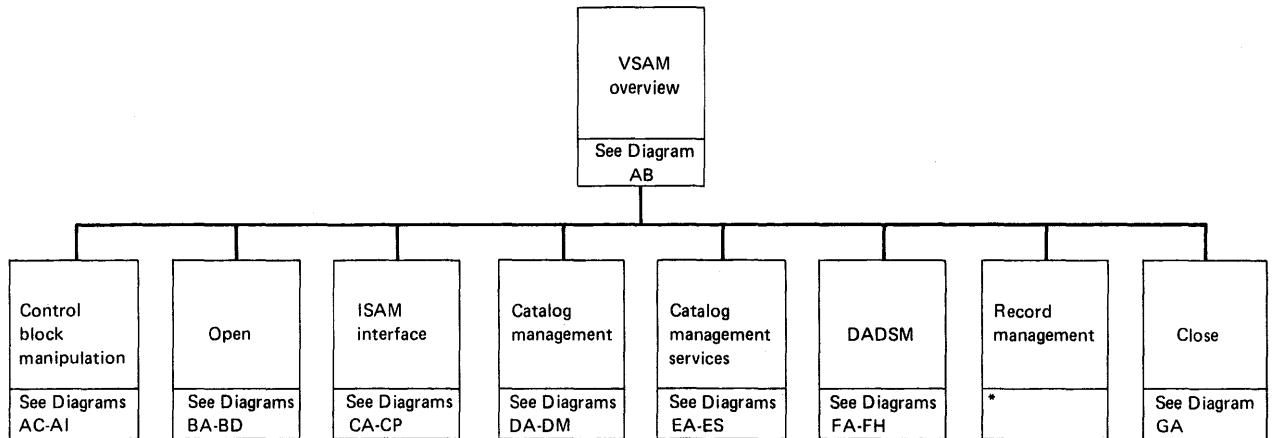 VSAM
overview
See Diagram
AB
Control
block
manipulation
See Diagrams
AC-AI
Open
See Diagrams
BA-BD
ISAM
interface
See Diagrams
CA-CP
Catalog
management
See Diagrams
DA-DM
Catalog
management
services
See Diagrams
EA-ES
DADSM
See Diagrams
FA-FH
Record
management
*
Close
See Diagram
GA